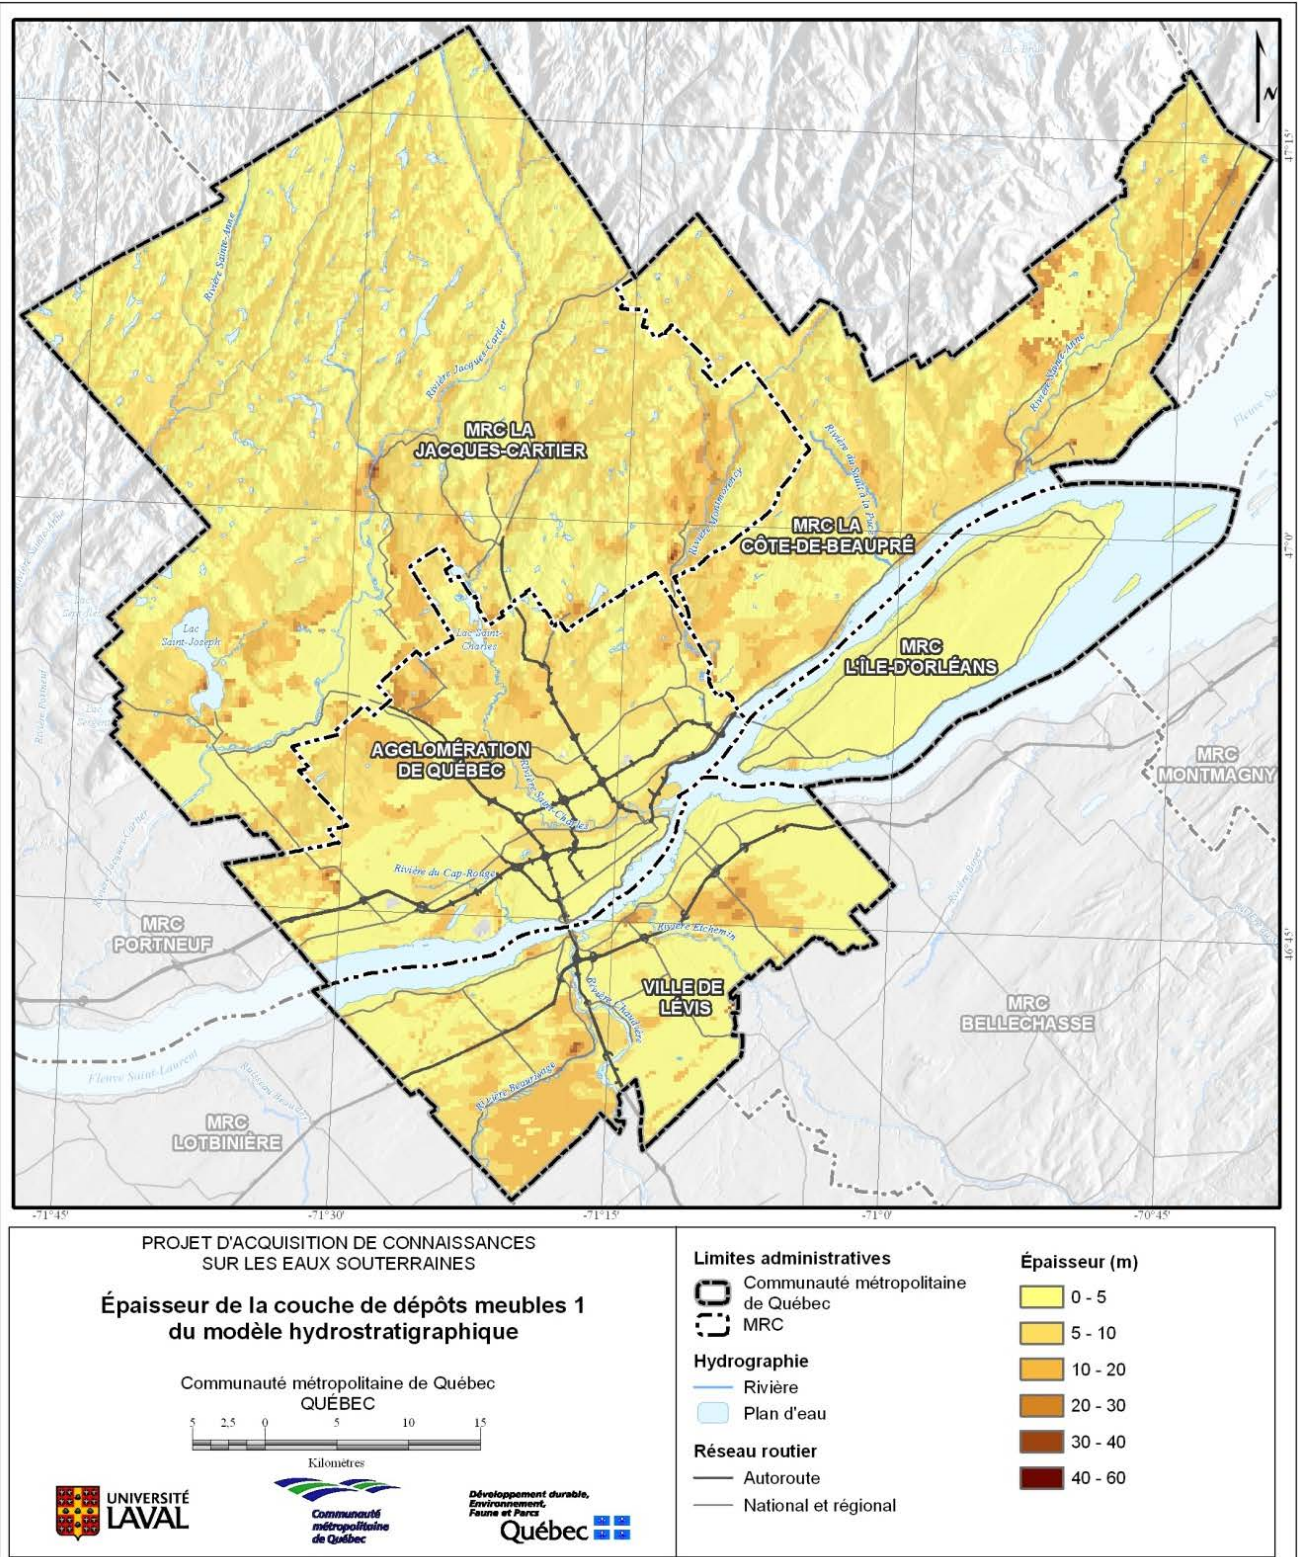 N
47°15'
47°0'
46°45'
Rivière Sainte-Anne
Rivière Jacques-Cartier
MRC LA
JACQUES-CARTIER
Rivière Montmorency
Rivière du Sault à la Puce
Rivière Sainte-Anne
MRC LA
CÔTE-DE-BEAUPRÉ
Lac
Saint-Joseph
Lac Saint-
Charles
MRC
L'ÎLE-D'ORLÉANS
AGGLOMÉRATION
DE QUÉBEC
Rivière Saint-Charles
MRC
MONTMAGNY
Rivière Jacques-Cartier
Rivière du Cap-Rouge
Rivière Boyer
MRC
PORTNEUF
Rivière Etchemin
VILLE DE
LÉVIS
Rivière Chaudière
MRC
BELLECHASSE
Fleuve Saint-Laurent
Rivière Beaurivage
MRC
LOTBINIÈRE
-71°45'
-71°30'
-71°15'
-71°0'
-70°45'
PROJET D'ACQUISITION DE CONNAISSANCES
SUR LES EAUX SOUTERRAINES
Épaisseur de la couche de dépôts meubles 1
du modèle hydrostratigraphique
Communauté métropolitaine de Québec
QUÉBEC
5 2,5 0 5 10 15
Kilomètres
UNIVERSITÉ
LAVAL
Communauté
métropolitaine
de Québec
Développement durable,
Environnement,
Faune et Parcs
Québec
Limites administratives
Communauté métropolitaine
de Québec
MRC
Hydrographie
Rivière
Plan d'eau
Réseau routier
Autoroute
National et régional
Épaisseur (m)
0 - 5
5 - 10
10 - 20
20 - 30
30 - 40
40 - 60